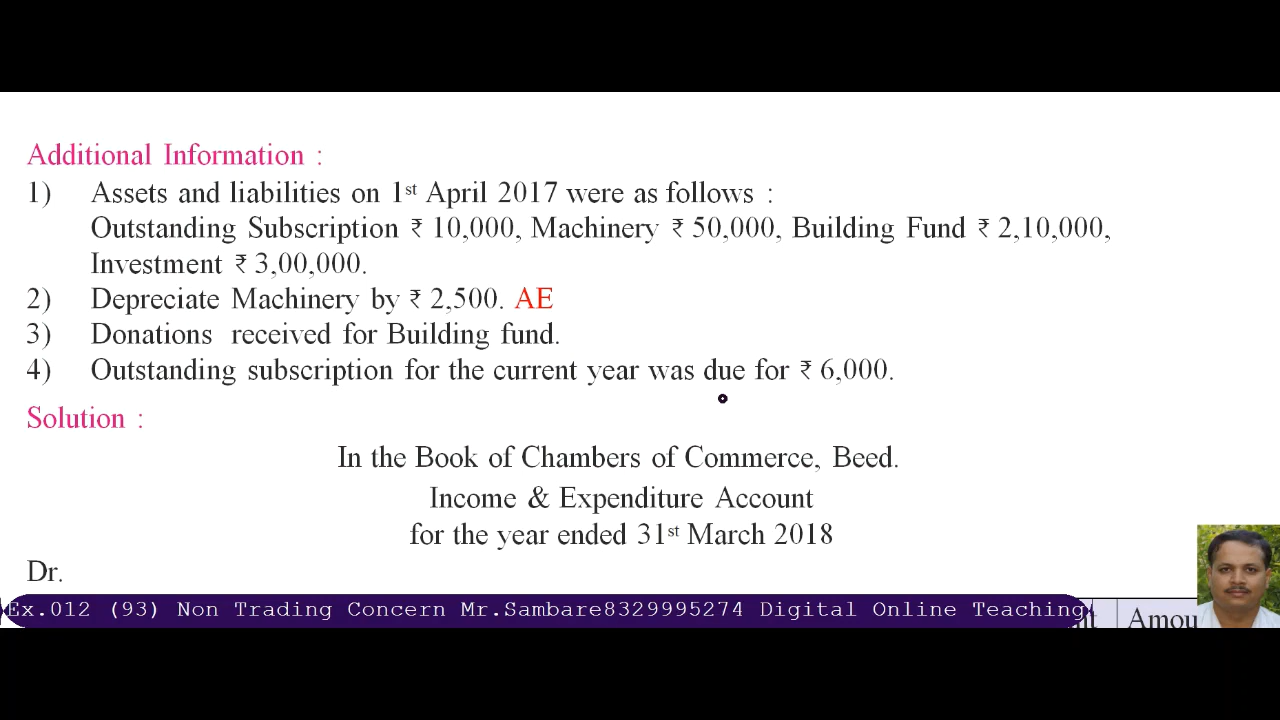 Additional Information :
1) Assets and liabilities on 1st April 2017 were as follows :
Outstanding Subscription ₹ 10,000, Machinery ₹ 50,000, Building Fund ₹ 2,10,000,
Investment ₹ 3,00,000.
2) Depreciate Machinery by ₹ 2,500. AE
3) Donations received for Building fund.
4) Outstanding subscription for the current year was due for ₹ 6,000.
Solution :
In the Book of Chambers of Commerce, Beed.
Income & Expenditure Account
for the year ended 31st March 2018
Dr.
Ex.012 (93) Non Trading Concern Mr.Sambare8329995274 Digital Online Teaching